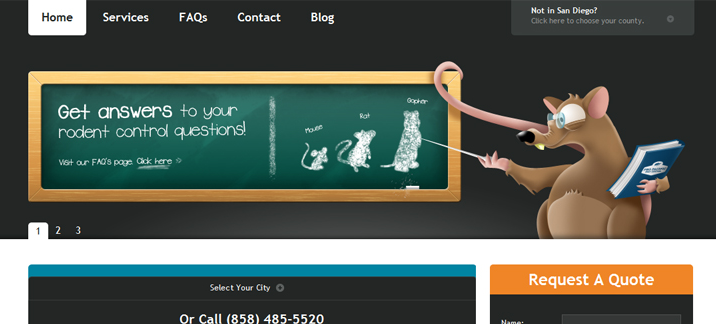 Home Services FAQs Contact Blog
Not in San Diego?
Click here to choose your county.
Get answers to your
rodent control questions!
Visit our FAQ's page. Click here
Mouse
Rat
Gopher
1 2 3
Select Your City
Or Call (858) 485-5520
Request A Quote
Name: